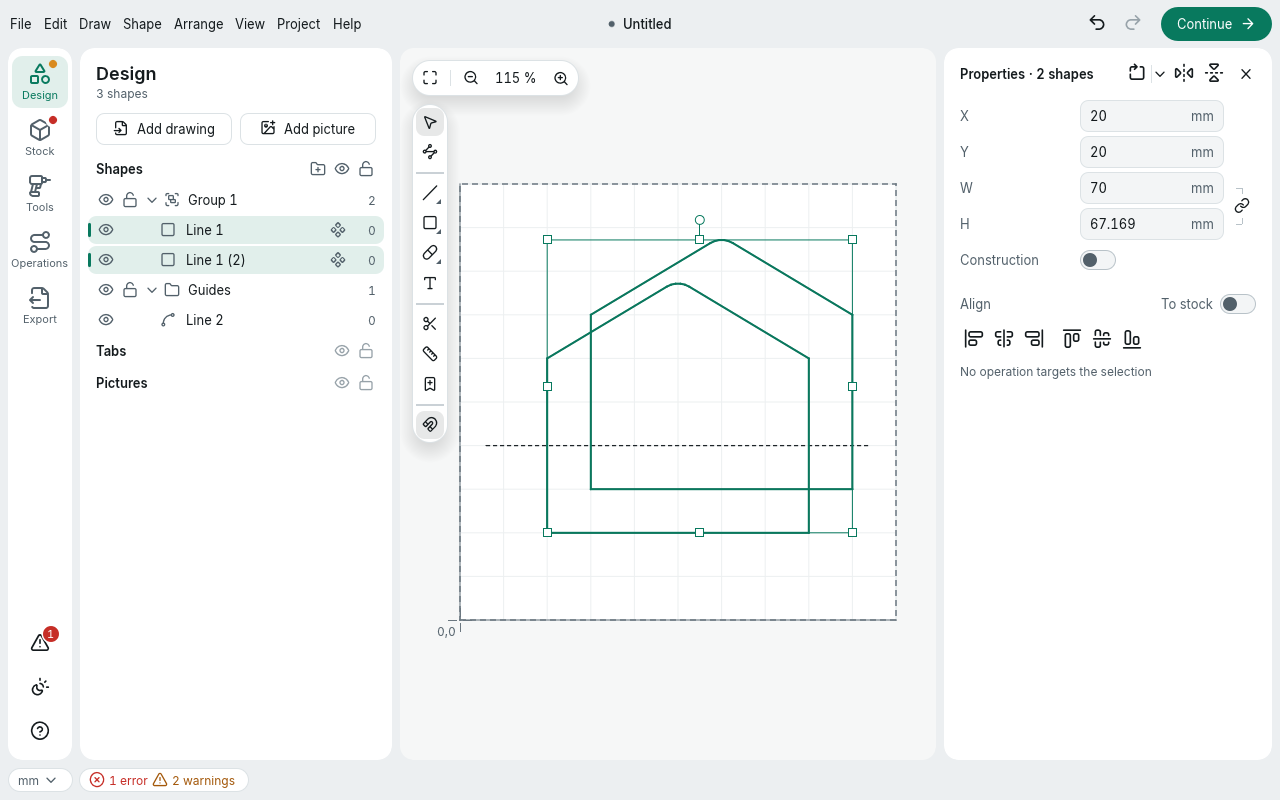 File Edit Draw Shape Arrange View Project Help
Untitled
Continue
Design
Stock
Tools
Operations
Export
1
Design
3 shapes
Add drawing
Add picture
Shapes
Group 1 2
Line 1 0
Line 1 (2) 0
Guides 1
Line 2 0
Tabs
Pictures
115 %
0,0
Properties · 2 shapes
X 20 mm
Y 20 mm
W 70 mm
H 67.169 mm
Construction
Align To stock
No operation targets the selection
mm
1 error 2 warnings